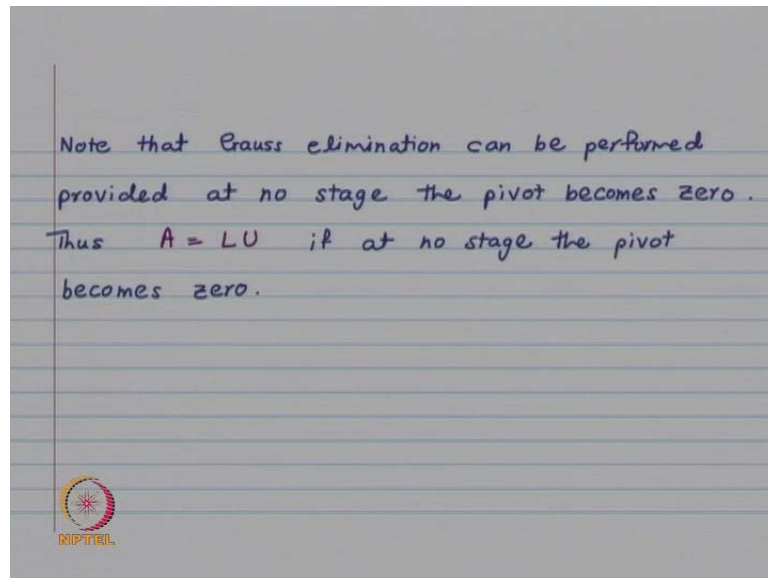 Note that Gauss elimination can be performed
provided at no stage the pivot becomes zero.
Thus A = LU if at no stage the pivot
becomes zero.
NPTEL